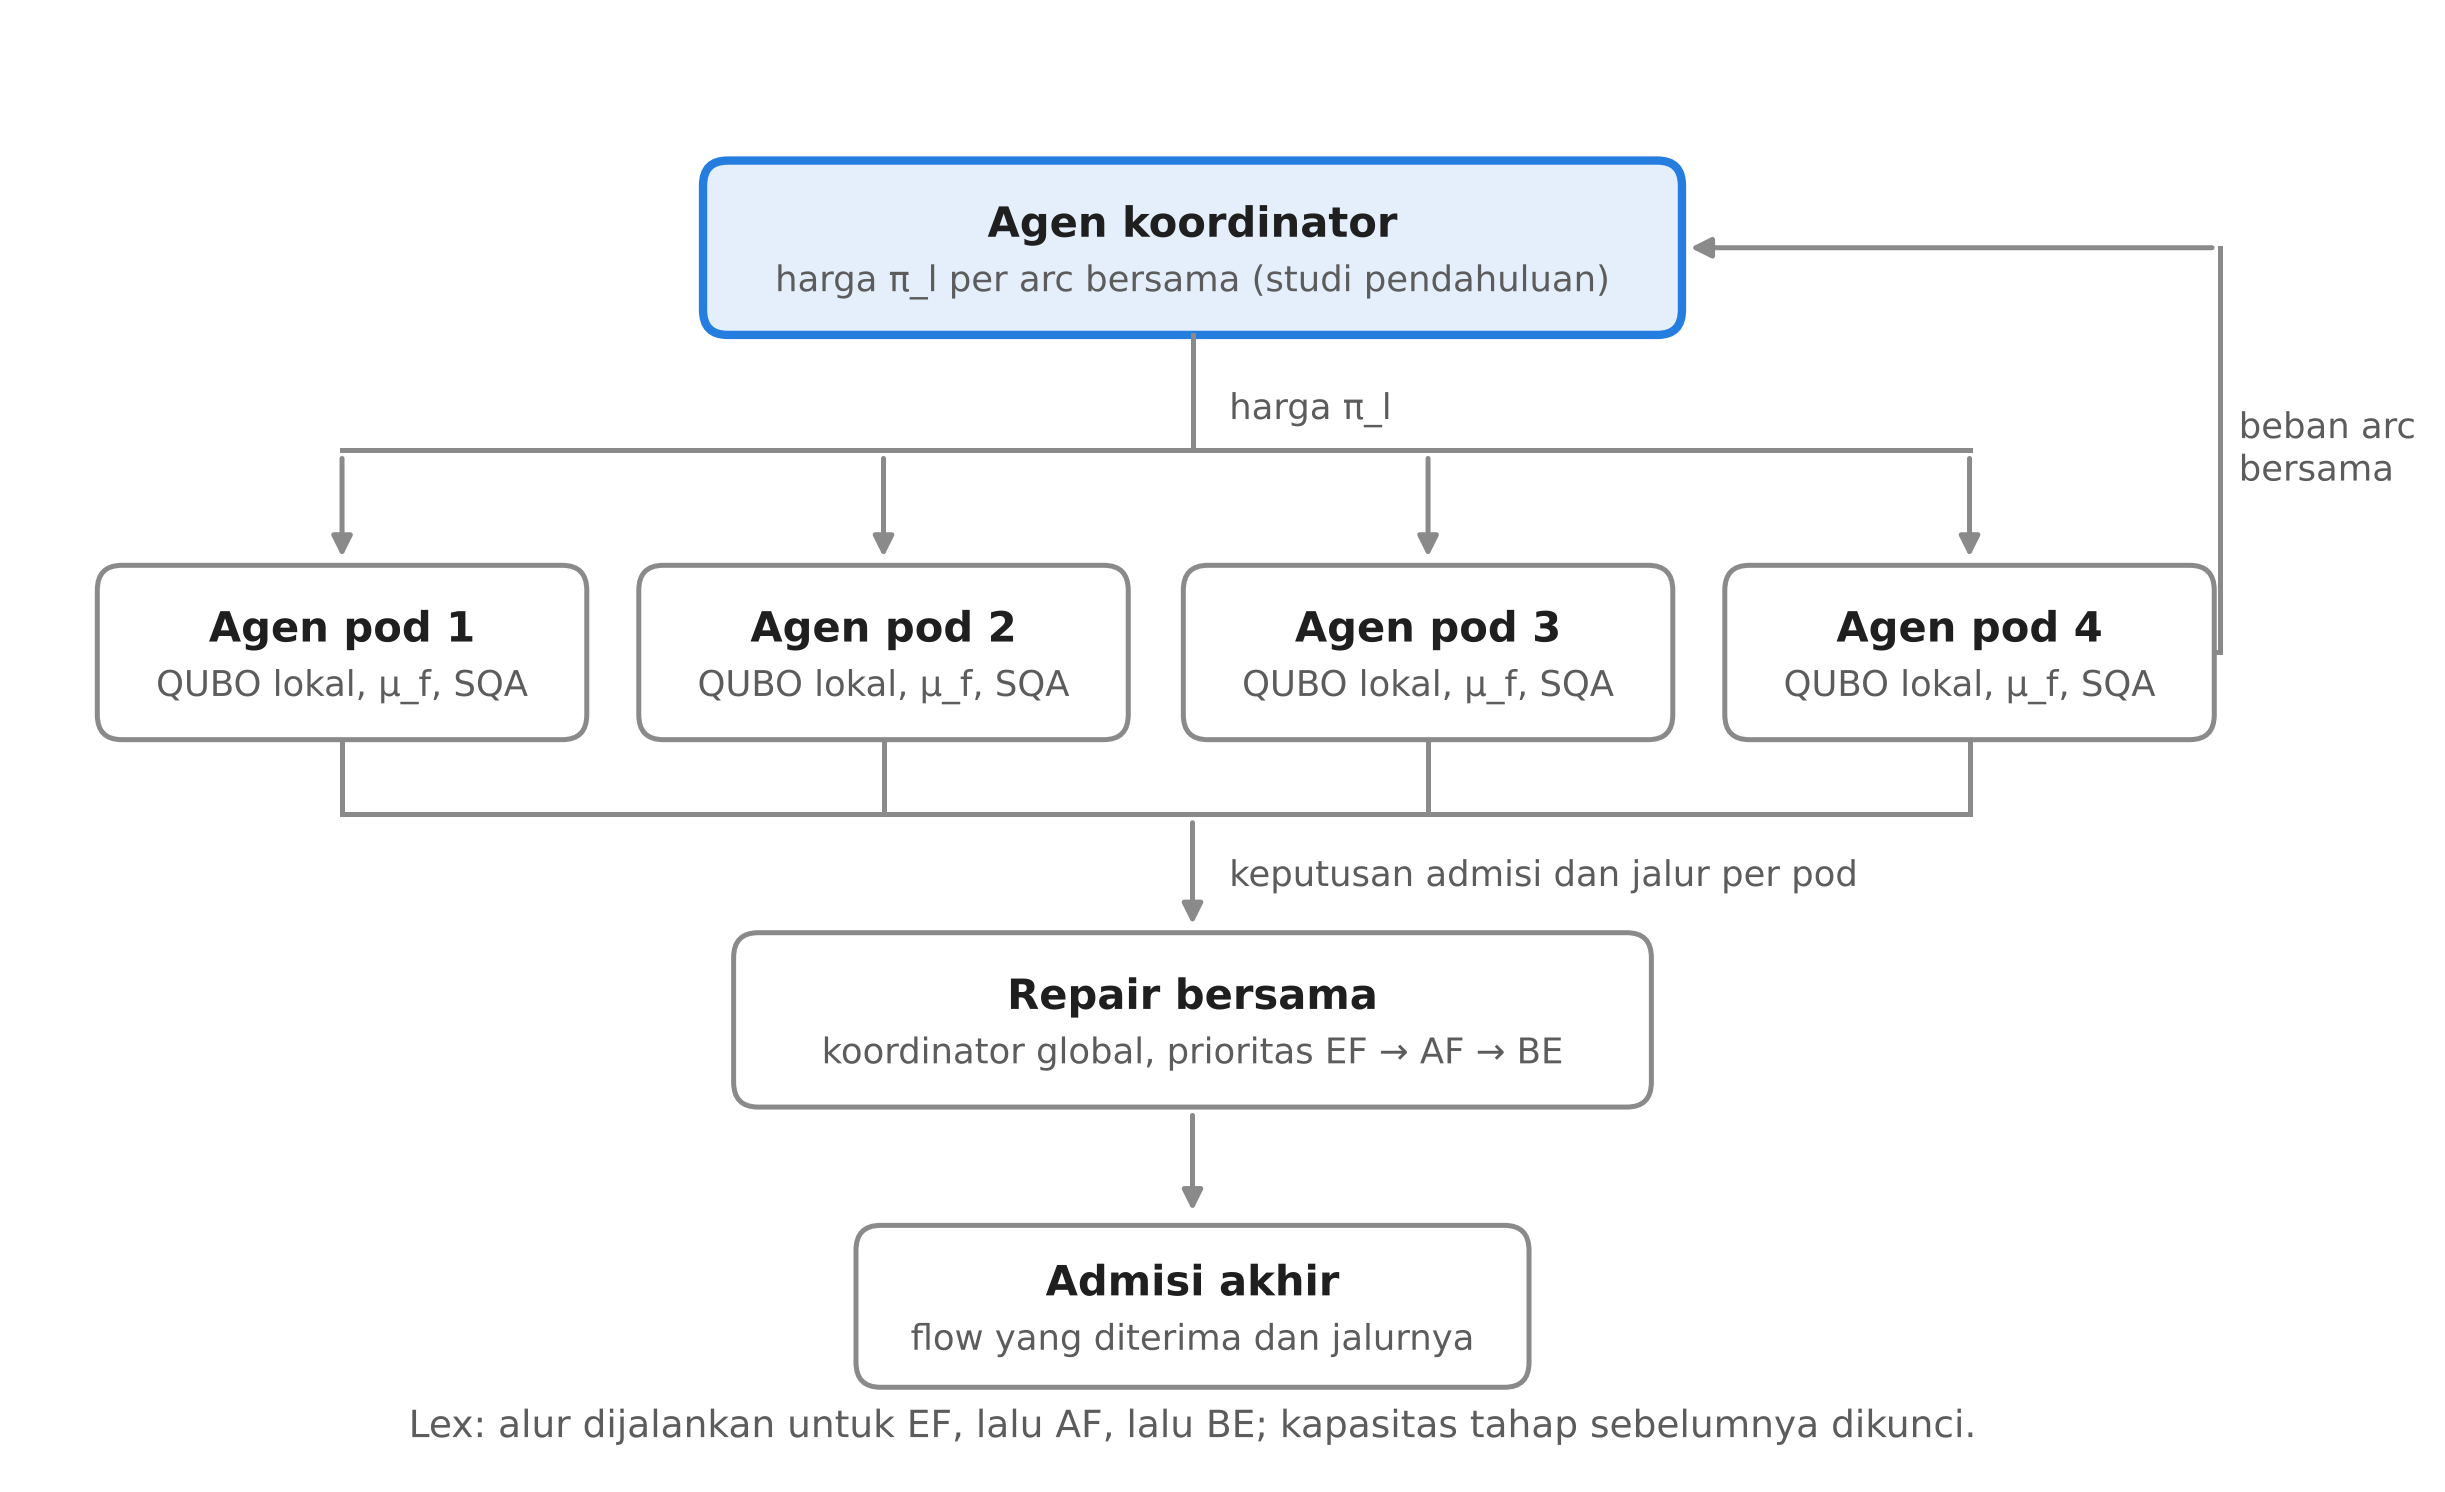 Agen koordinator
harga π_l per arc bersama (studi pendahuluan)
harga π_l
beban arc
bersama
Agen pod 1
QUBO lokal, μ_f, SQA
Agen pod 2
QUBO lokal, μ_f, SQA
Agen pod 3
QUBO lokal, μ_f, SQA
Agen pod 4
QUBO lokal, μ_f, SQA
keputusan admisi dan jalur per pod
Repair bersama
koordinator global, prioritas EF → AF → BE
Admisi akhir
flow yang diterima dan jalurnya
Lex: alur dijalankan untuk EF, lalu AF, lalu BE; kapasitas tahap sebelumnya dikunci.